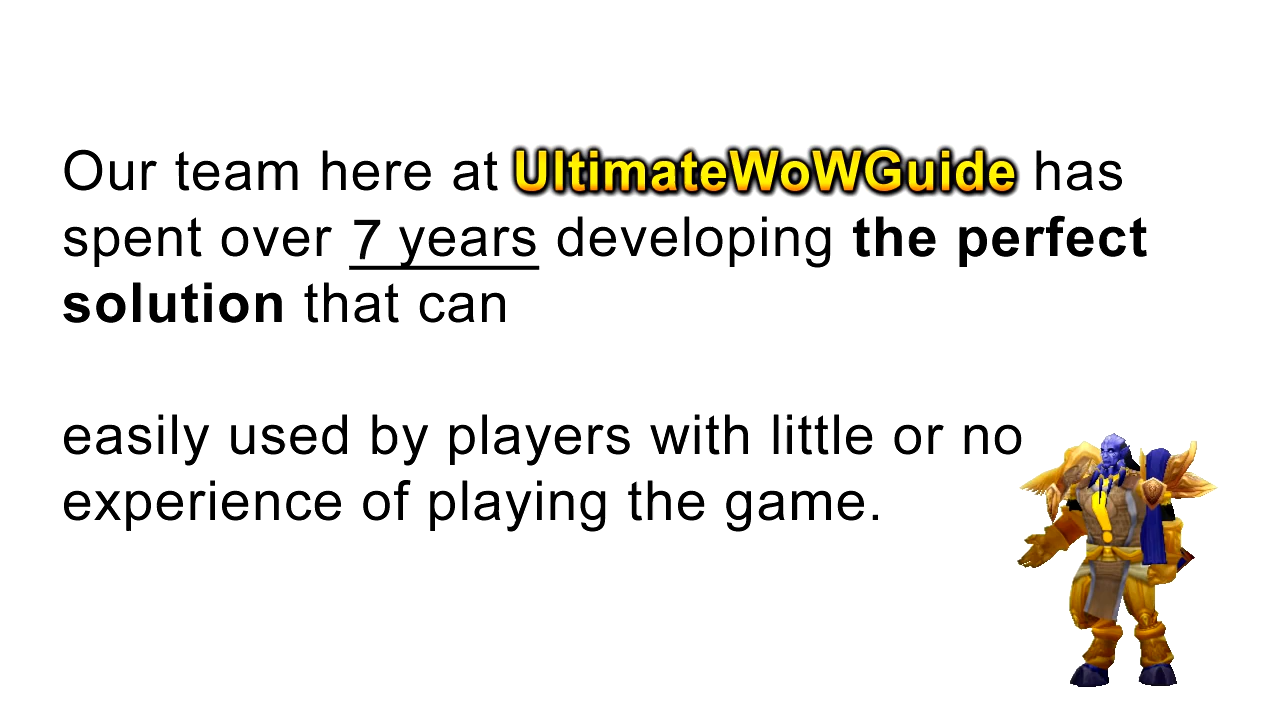 Our team here at UltimateWoWGuide has
spent over 7 years developing the perfect
solution that can
easily used by players with little or no
experience of playing the game.